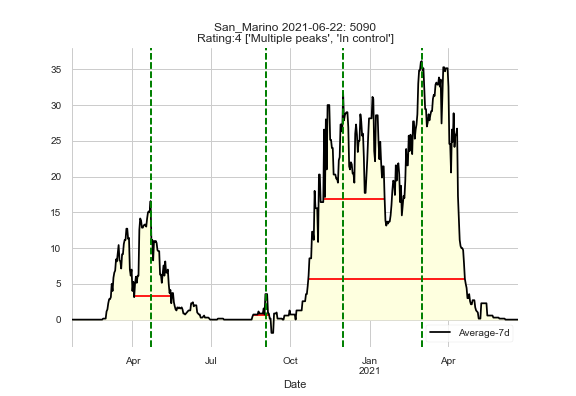 San_Marino 2021-06-22: 5090
Rating:4 ['Multiple peaks', 'In control']
35
30
25
20
15
10
5
0
Average-7d
Apr
Jul
Oct
Jan
2021
Apr
Date